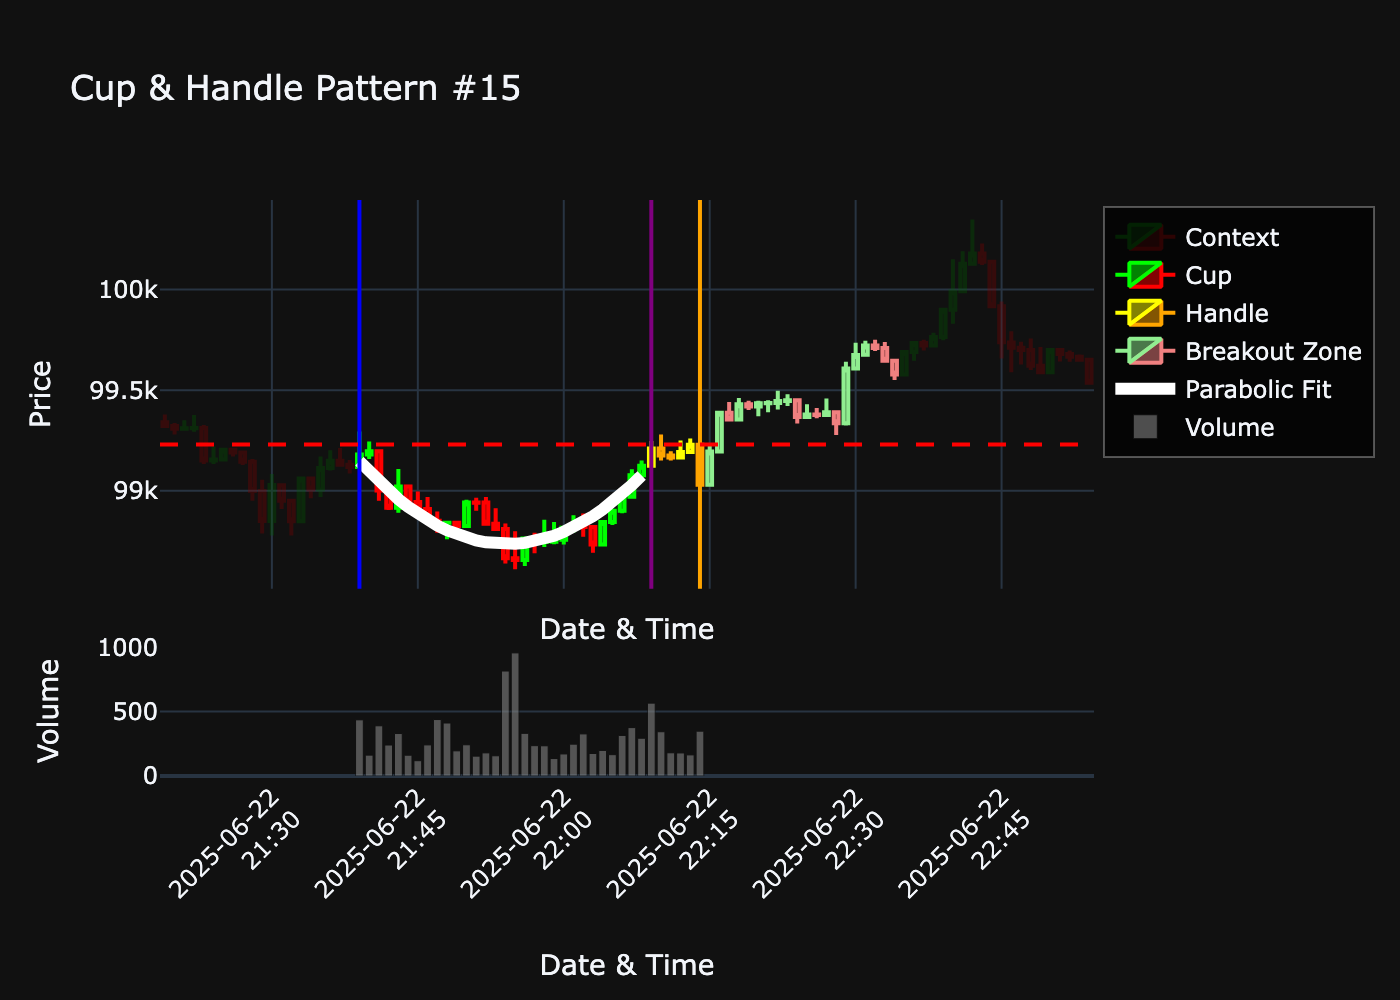 Cup & Handle Pattern #15
Price
100k
99.5k
99k
Date & Time
Context
Cup
Handle
Breakout Zone
Parabolic Fit
Volume
Volume
1000
500
0
2025-06-22
21:30
2025-06-22
21:45
2025-06-22
22:00
2025-06-22
22:15
2025-06-22
22:30
2025-06-22
22:45
Date & Time